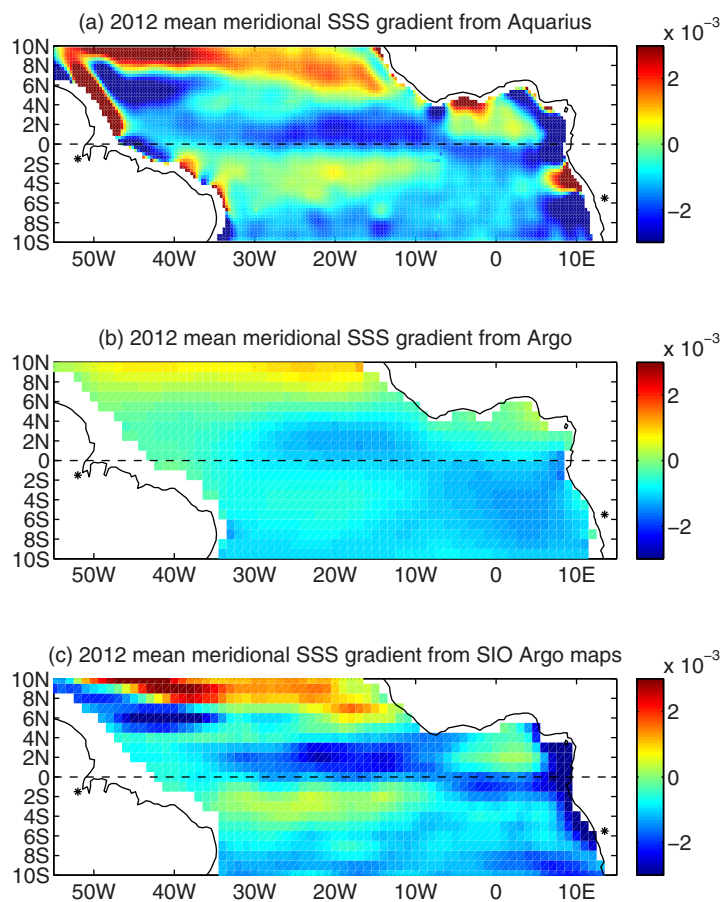 (a) 2012 mean meridional SSS gradient from Aquarius
x 10⁻³
10N
8N
6N
4N
2N
0
2S
4S
6S
8S
10S
50W 40W 30W 20W 10W 0 10E
2
0
−2
(b) 2012 mean meridional SSS gradient from Argo
x 10⁻³
10N
8N
6N
4N
2N
0
2S
4S
6S
8S
10S
50W 40W 30W 20W 10W 0 10E
2
0
−2
(c) 2012 mean meridional SSS gradient from SIO Argo maps
x 10⁻³
10N
8N
6N
4N
2N
0
2S
4S
6S
8S
10S
50W 40W 30W 20W 10W 0 10E
2
0
−2